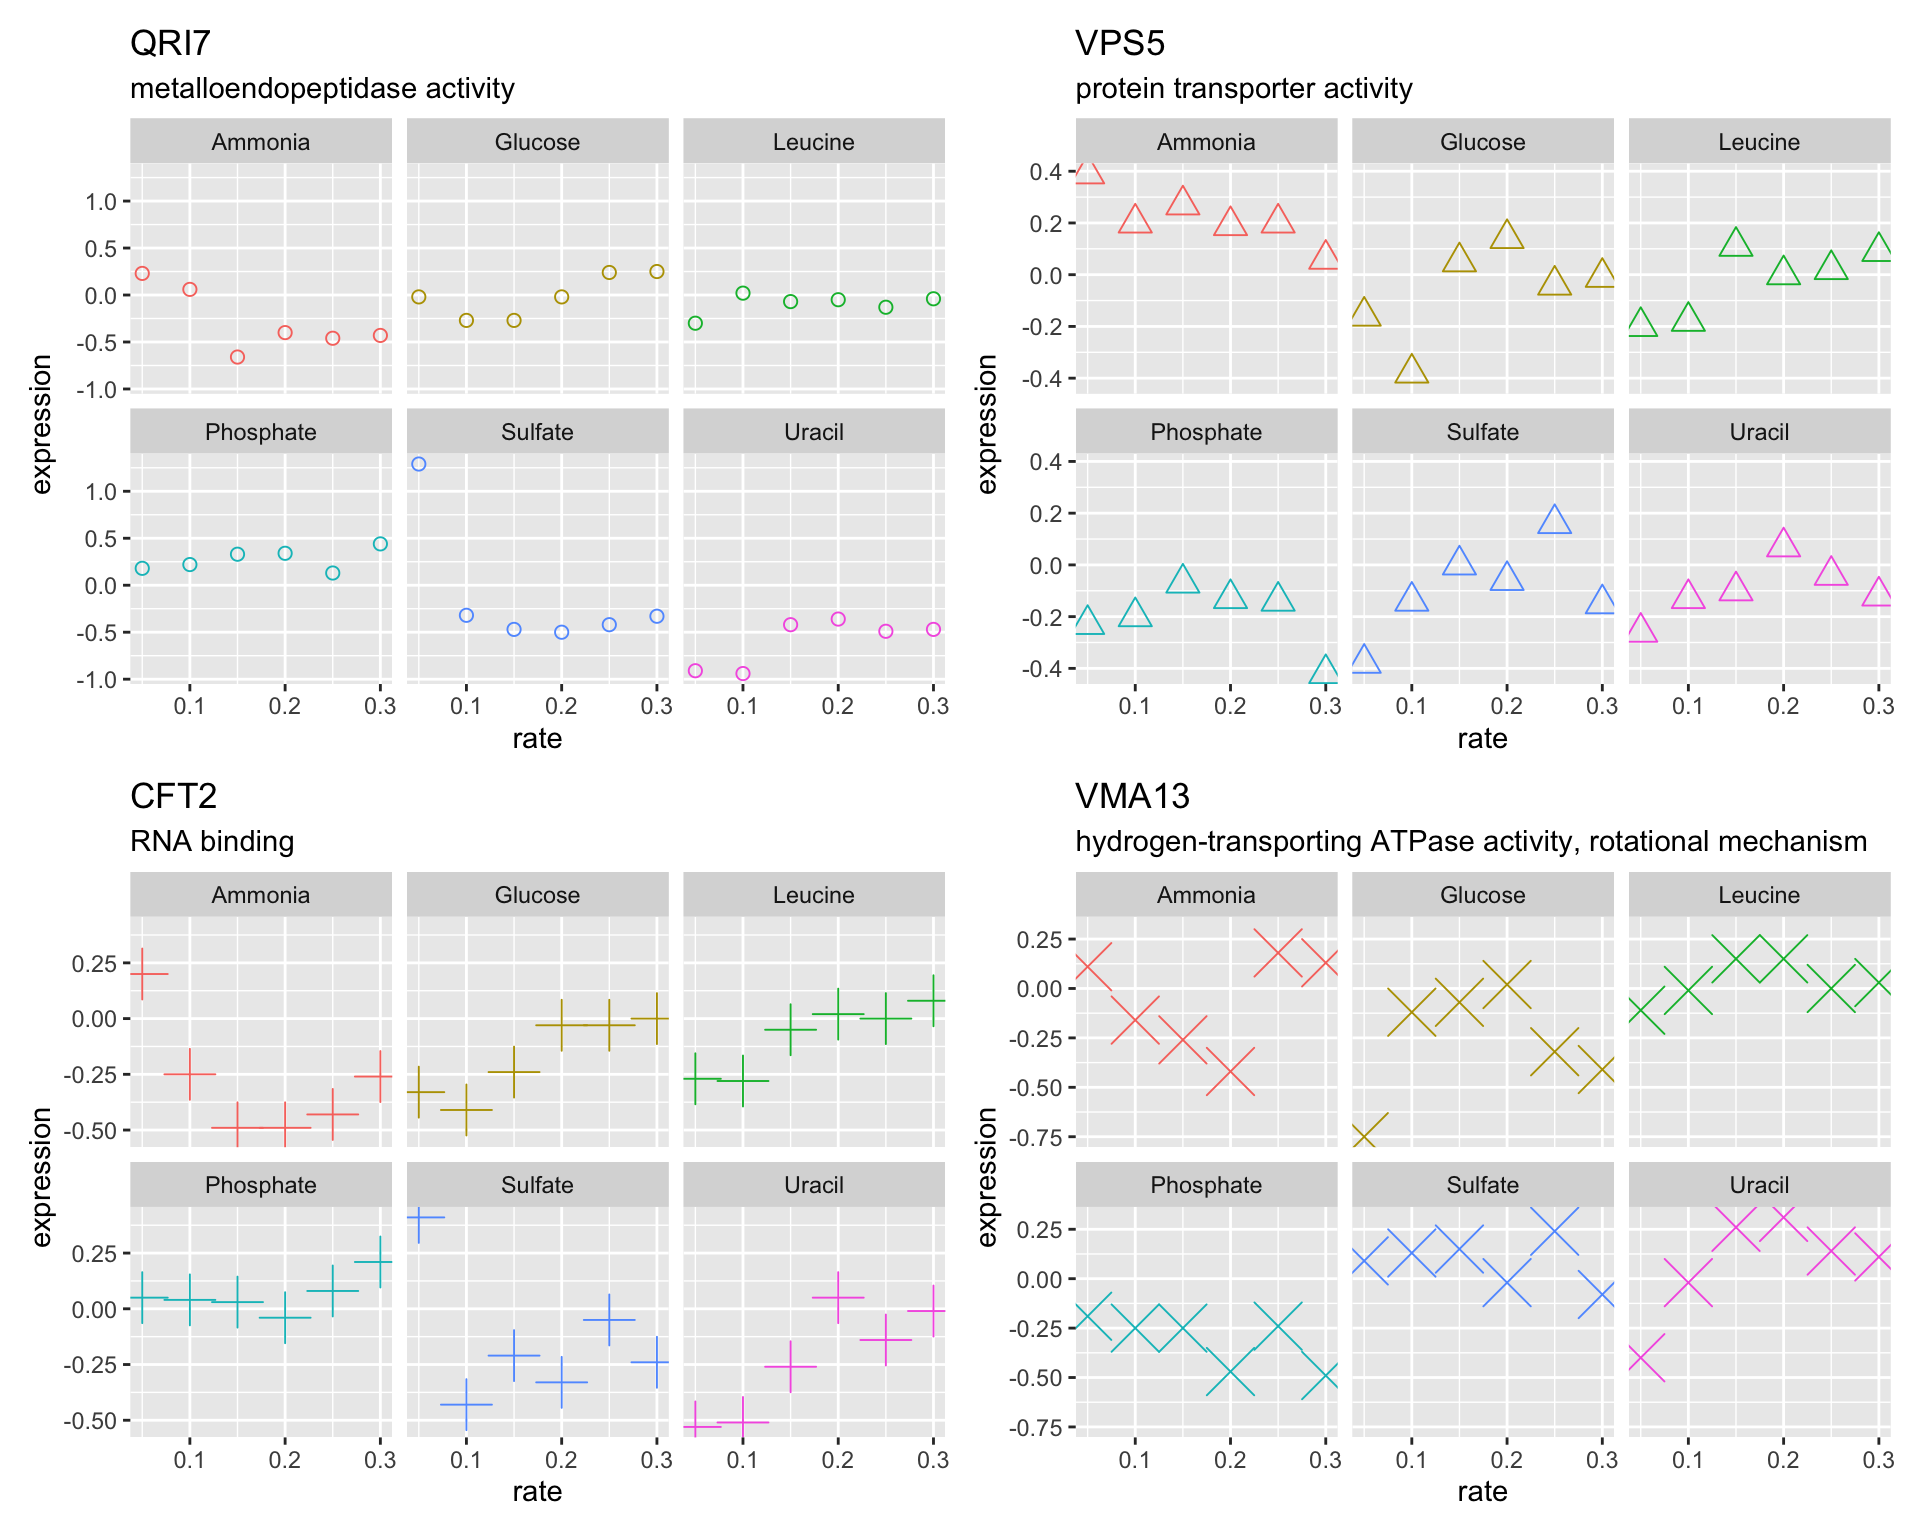 QRI7
metalloendopeptidase activity
Ammonia Glucose Leucine
1.0
0.5
0.0
-0.5
-1.0
Phosphate Sulfate Uracil
1.0
0.5
0.0
-0.5
-1.0
0.1 0.2 0.3 0.1 0.2 0.3 0.1 0.2 0.3
rate
expression
VPS5
protein transporter activity
Ammonia Glucose Leucine
0.4
0.2
0.0
-0.2
-0.4
Phosphate Sulfate Uracil
0.4
0.2
0.0
-0.2
-0.4
0.1 0.2 0.3 0.1 0.2 0.3 0.1 0.2 0.3
rate
expression
CFT2
RNA binding
Ammonia Glucose Leucine
0.25
0.00
-0.25
-0.50
Phosphate Sulfate Uracil
0.25
0.00
-0.25
-0.50
0.1 0.2 0.3 0.1 0.2 0.3 0.1 0.2 0.3
rate
expression
VMA13
hydrogen-transporting ATPase activity, rotational mechanism
Ammonia Glucose Leucine
0.25
0.00
-0.25
-0.50
-0.75
Phosphate Sulfate Uracil
0.25
0.00
-0.25
-0.50
-0.75
0.1 0.2 0.3 0.1 0.2 0.3 0.1 0.2 0.3
rate
expression